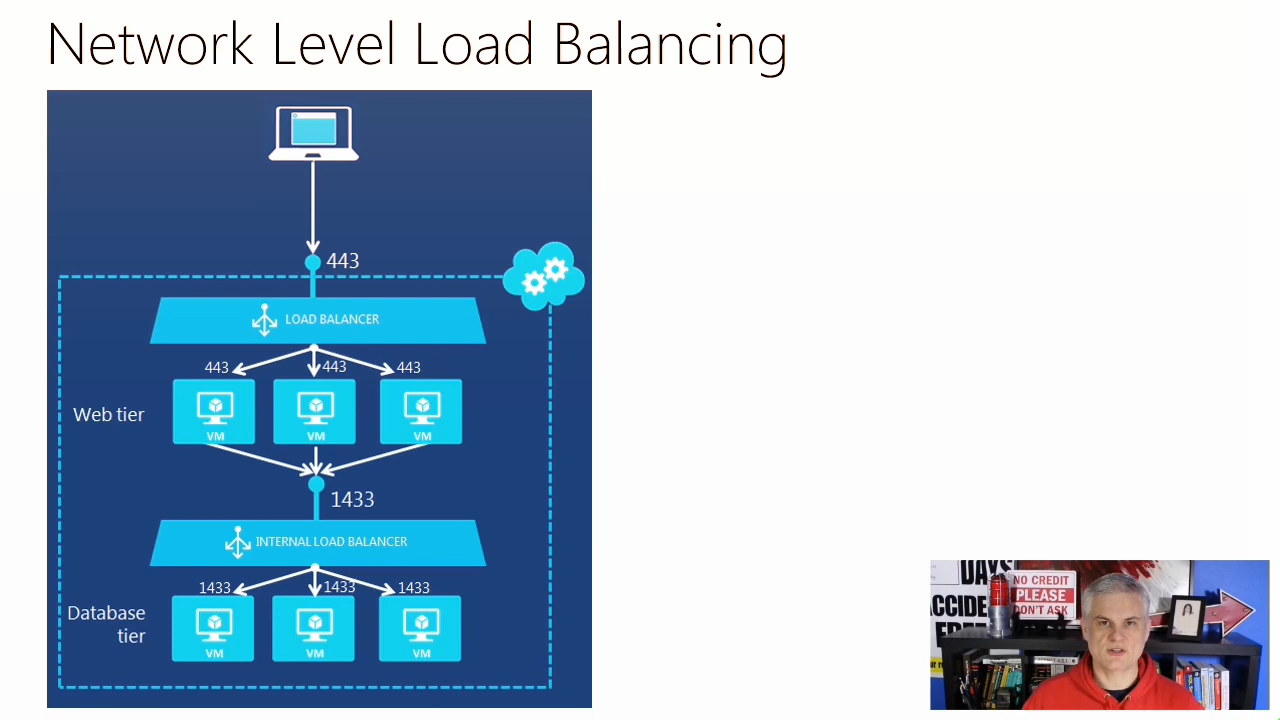 Network Level Load Balancing
443
LOAD BALANCER
443 443 443
Web tier
VM VM VM
1433
INTERNAL LOAD BALANCER
1433 1433 1433
Database
tier
VM VM VM
DAYS
NO CREDIT
PLEASE
DON'T ASK